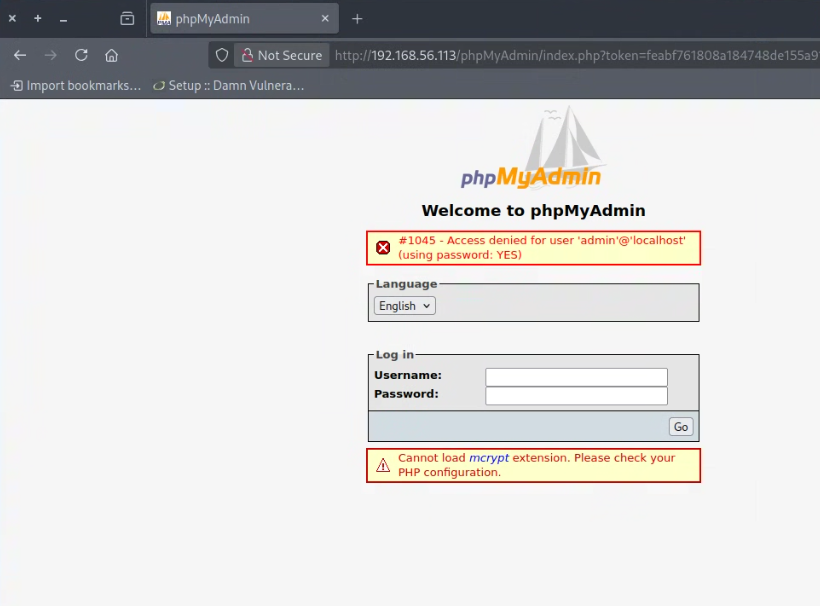 phpMyAdmin
Not Secure
http://192.168.56.113/phpMyAdmin/index.php?token=feabf761808a184748de155a9
Import bookmarks...
Setup :: Damn Vulnera...
phpMyAdmin
Welcome to phpMyAdmin
#1045 - Access denied for user 'admin'@'localhost'
(using password: YES)
Language
English
Log in
Username:
Password:
Go
Cannot load mcrypt extension. Please check your
PHP configuration.